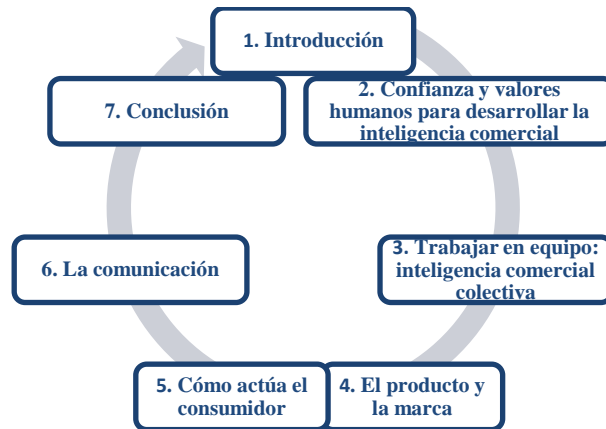 1. Introducción
2. Confianza y valores
humanos para desarrollar la
inteligencia comercial
3. Trabajar en equipo:
inteligencia comercial
colectiva
4. El producto y
la marca
5. Cómo actúa el
consumidor
6. La comunicación
7. Conclusión